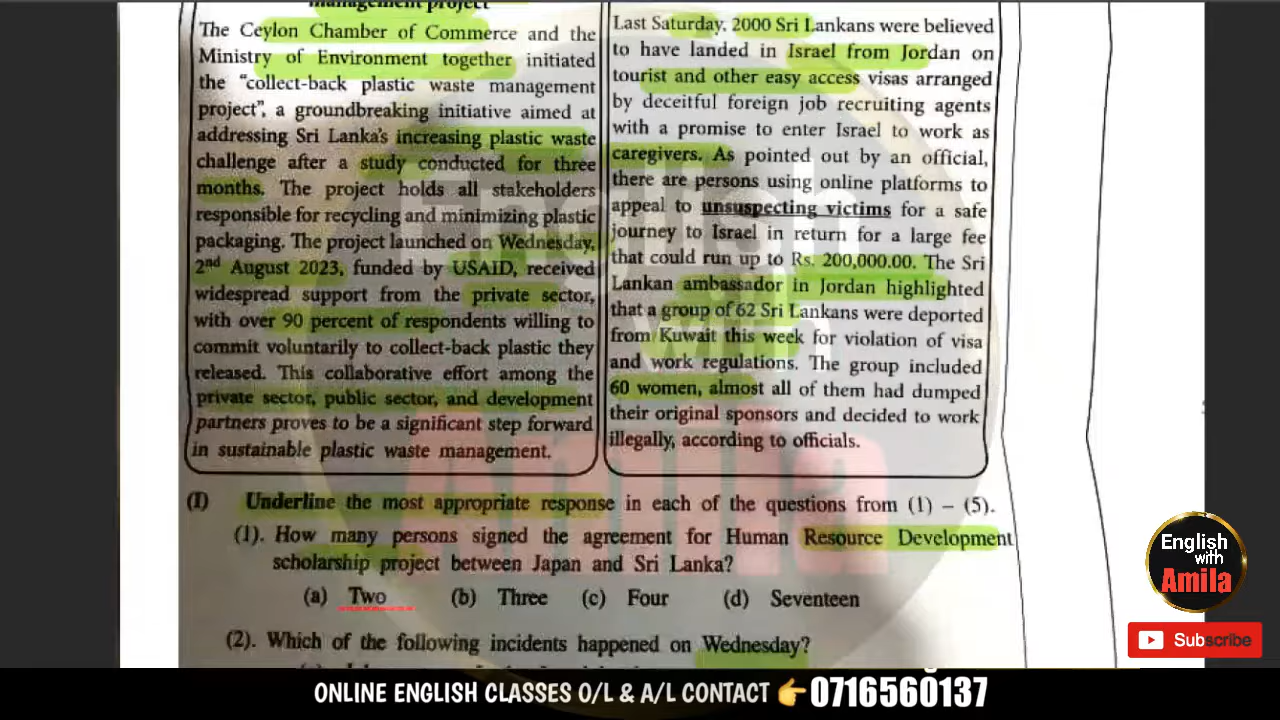 management project
The Ceylon Chamber of Commerce and the
Ministry of Environment together initiated
the “collect-back plastic waste management
project”, a groundbreaking initiative aimed at
addressing Sri Lanka's increasing plastic waste
challenge after a study conducted for three
months. The project holds all stakeholders
responsible for recycling and minimizing plastic
packaging. The project launched on Wednesday,
2nd August 2023, funded by USAID, received
widespread support from the private sector,
with over 90 percent of respondents willing to
commit voluntarily to collect-back plastic they
released. This collaborative effort among the
private sector, public sector, and development
partners proves to be a significant step forward
in sustainable plastic waste management.
Last Saturday, 2000 Sri Lankans were believed
to have landed in Israel from Jordan on
tourist and other easy access visas arranged
by deceitful foreign job recruiting agents
with a promise to enter Israel to work as
caregivers. As pointed out by an official,
there are persons using online platforms to
appeal to unsuspecting victims for a safe
journey to Israel in return for a large fee
that could run up to Rs. 200,000.00. The Sri
Lankan ambassador in Jordan highlighted
that a group of 62 Sri Lankans were deported
from Kuwait this week for violation of visa
and work regulations. The group included
60 women, almost all of them had dumped
their original sponsors and decided to work
illegally, according to officials.
(I) Underline the most appropriate response in each of the questions from (1) – (5).
(1). How many persons signed the agreement for Human Resource Development
scholarship project between Japan and Sri Lanka?
(a) Two (b) Three (c) Four (d) Seventeen
(2). Which of the following incidents happened on Wednesday?
English
with
Amila
English
with
Amila
Subscribe
ONLINE ENGLISH CLASSES O/L & A/L CONTACT 👉0716560137